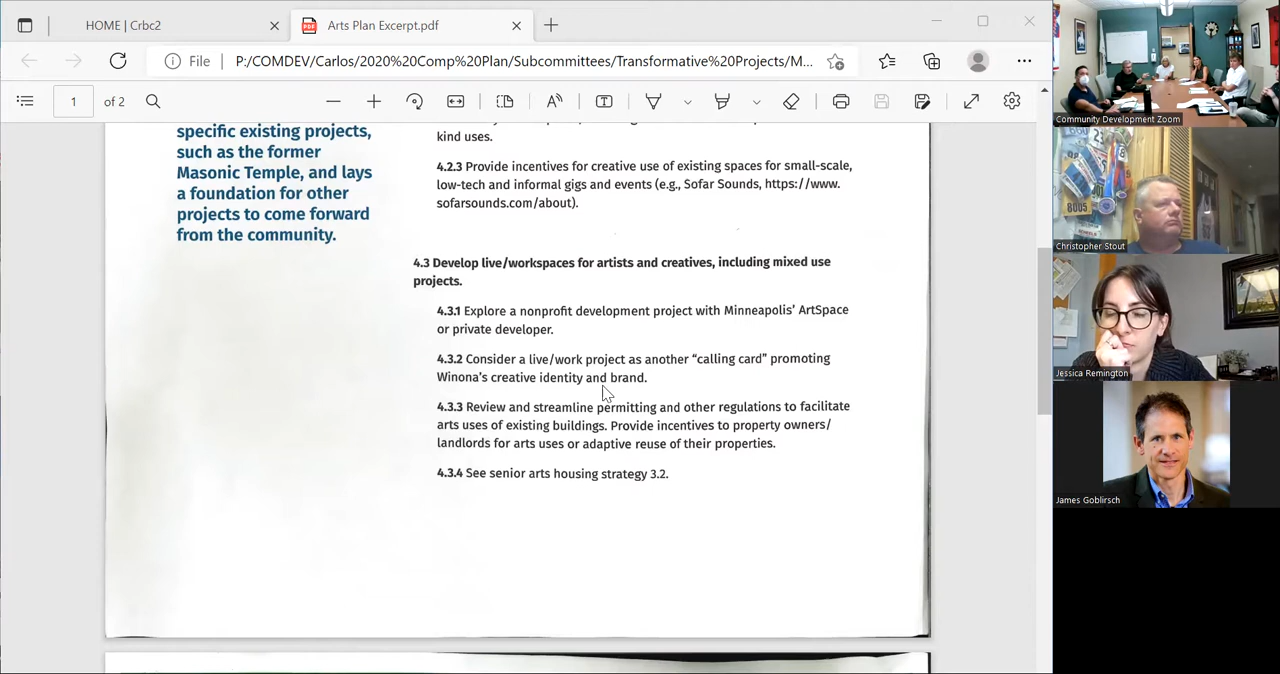 HOME | Crbc2
Arts Plan Excerpt.pdf
File
P:/COMDEV/Carlos/2020%20Comp%20Plan/Subcommittees/Transformative%20Projects/M...
1
of 2
specific existing projects,
such as the former
Masonic Temple, and lays
a foundation for other
projects to come forward
from the community.
kind uses.
4.2.3 Provide incentives for creative use of existing spaces for small-scale,
low-tech and informal gigs and events (e.g., Sofar Sounds, https://www.
sofarsounds.com/about).
4.3 Develop live/workspaces for artists and creatives, including mixed use
projects.
4.3.1 Explore a nonprofit development project with Minneapolis’ ArtSpace
or private developer.
4.3.2 Consider a live/work project as another “calling card” promoting
Winona’s creative identity and brand.
4.3.3 Review and streamline permitting and other regulations to facilitate
arts uses of existing buildings. Provide incentives to property owners/
landlords for arts uses or adaptive reuse of their properties.
4.3.4 See senior arts housing strategy 3.2.
Community Development Zoom
8005
Christopher Stout
Jessica Remington
James Goblirsch